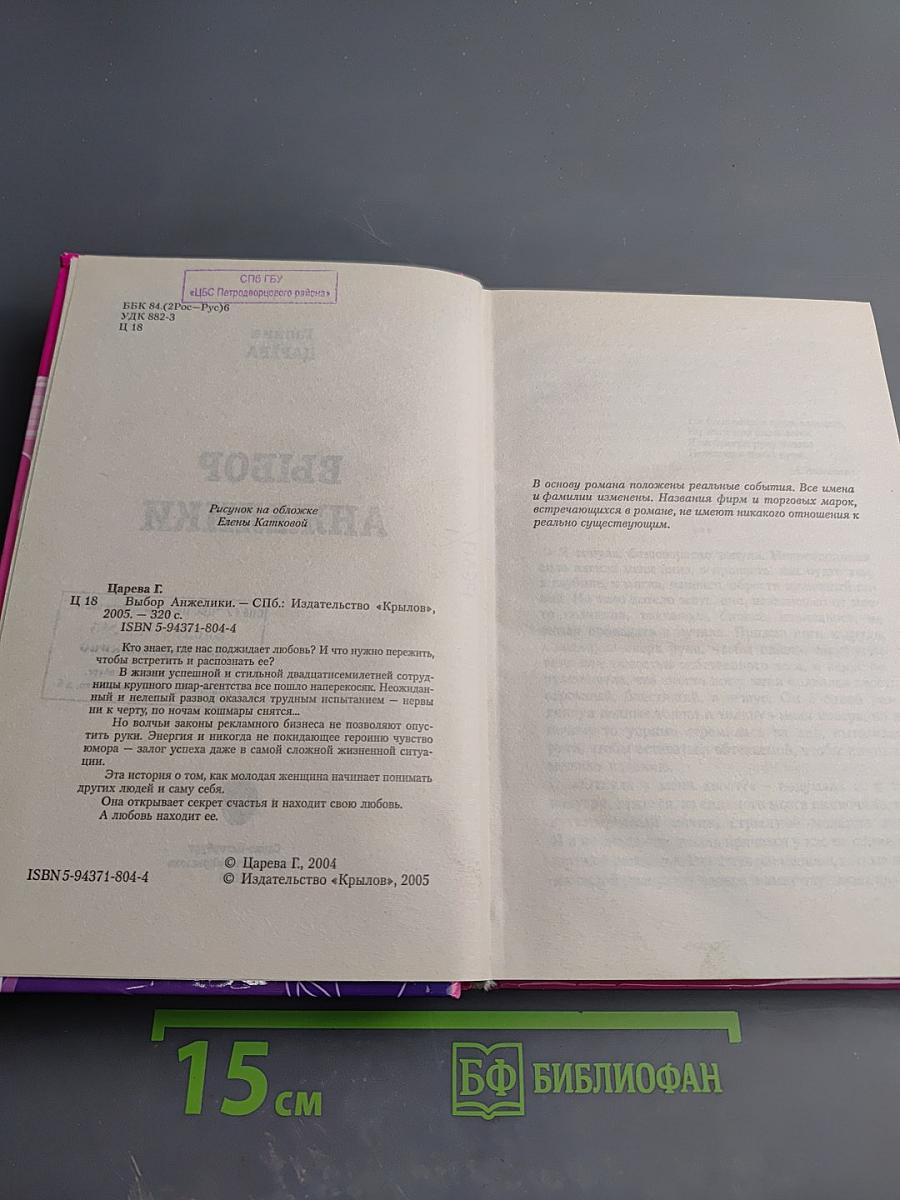 СПб ГБУ
«ЦБС Петродворцового района»
ББК 84.(2Рос—Рус)6
УДК 882-3
Ц 18
Рисунок на обложке
Елены Катковой
Царева Г.
Ц 18 Выбор Анжелики. — СПб.: Издательство «Крылов»,
2005. — 320 с.
ISBN 5-94371-804-4
Кто знает, где нас поджидает любовь? И что нужно пережить,
чтобы встретить и распознать ее?
В жизни успешной и стильной двадцатисемилетней сотруд-
ницы крупного пиар-агентства все пошло наперекосяк. Неожидан-
ный и нелепый развод оказался трудным испытанием — нервы
ни к черту, по ночам кошмары снятся...
Но волчьи законы рекламного бизнеса не позволяют опус-
тить руки. Энергия и никогда не покидающее героиню чувство
юмора — залог успеха даже в самой сложной жизненной ситуа-
ции.
Эта история о том, как молодая женщина начинает понимать
других людей и саму себя.
Она открывает секрет счастья и находит свою любовь.
А любовь находит ее.
ISBN 5-94371-804-4
© Царева Г., 2004
© Издательство «Крылов», 2005
В основу романа положены реальные события. Все имена
и фамилии изменены. Названия фирм и торговых марок,
встречающихся в романе, не имеют никакого отношения к
реально существующим.
15 см
БФ БИБЛИОФАН